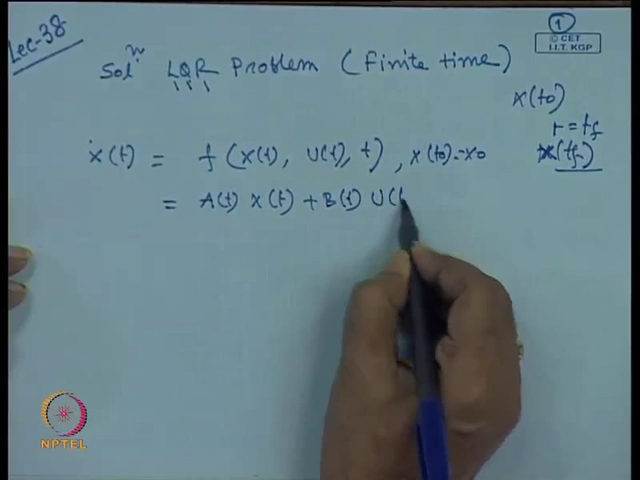 Lec-38
①
© CET
I.I.T. KGP
Solⁿ LQR Problem (Finite time)
X(t0)
t = tf
X(tf)
Ẋ(t) = f(X(t), U(t), t), X(t0) = X0
= A(t) X(t) + B(t) U(t
NPTEL